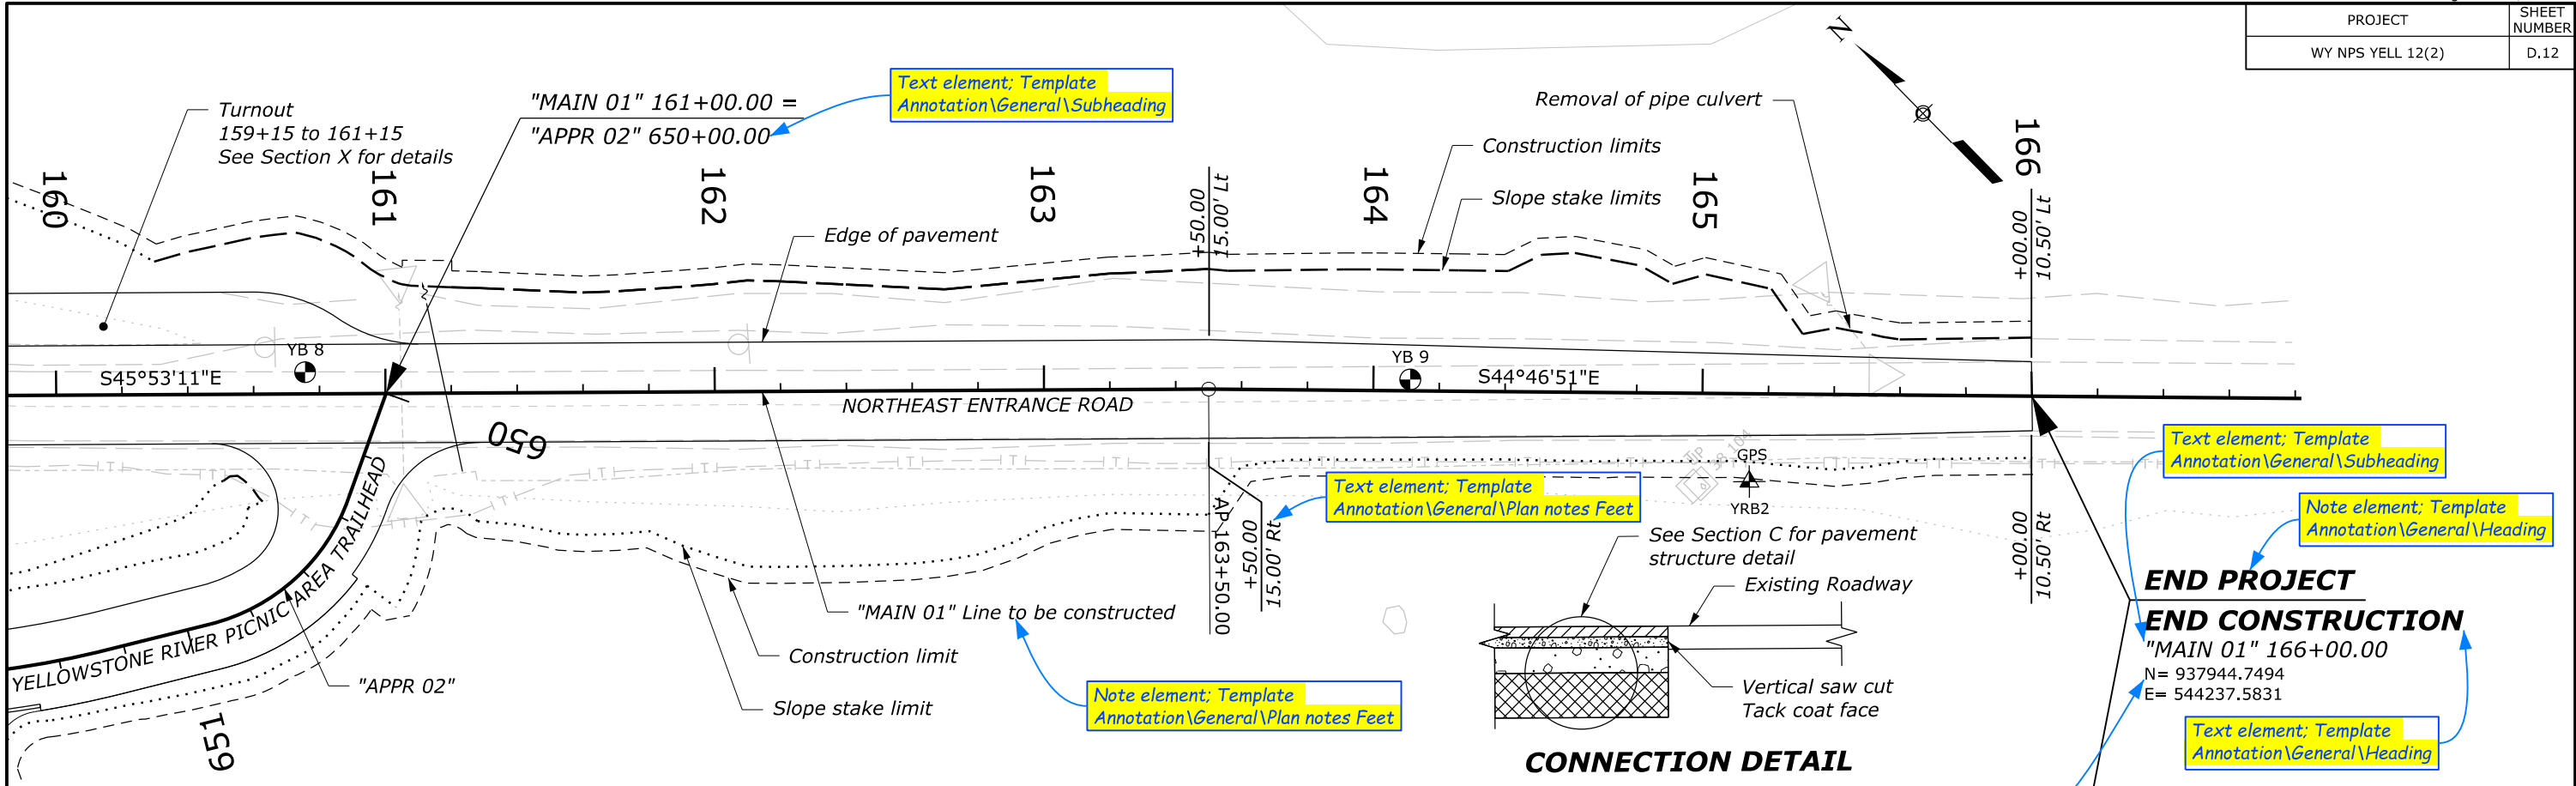 PROJECT
SHEET
NUMBER
WY NPS YELL 12(2)
D.12
Turnout
159+15 to 161+15
See Section X for details
"MAIN 01" 161+00.00 =
"APPR 02" 650+00.00
Text element; Template
Annotation\General\Subheading
Removal of pipe culvert
Construction limits
Slope stake limits
N
160
161
162
163
164
165
166
+50.00
15.00' Lt
+00.00
10.50' Lt
Edge of pavement
YB 8
YB 9
S45°53'11"E
S44°46'51"E
NORTHEAST ENTRANCE ROAD
650
YELLOWSTONE RIVER PICNIC AREA TRAILHEAD
651
"APPR 02"
"MAIN 01" Line to be constructed
Construction limit
Slope stake limit
Note element; Template
Annotation\General\Plan notes Feet
AP 163+50.00
+50.00
15.00' Rt
Text element; Template
Annotation\General\Plan notes Feet
TIP
GPS
YRB2
See Section C for pavement
structure detail
Existing Roadway
Vertical saw cut
Tack coat face
CONNECTION DETAIL
+00.00
10.50' Rt
Text element; Template
Annotation\General\Subheading
Note element; Template
Annotation\General\Heading
END PROJECT
END CONSTRUCTION
"MAIN 01" 166+00.00
N= 937944.7494
E= 544237.5831
Text element; Template
Annotation\General\Heading